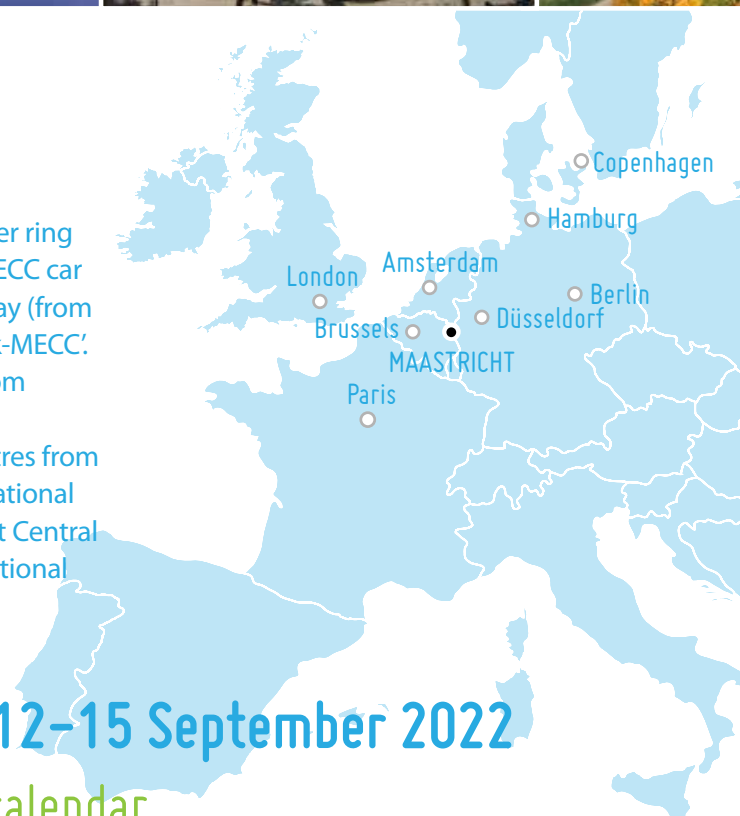 er ring
ECC car
ay (from
-MECC'.
om
tres from
ational
t Central
tional
Copenhagen
Hamburg
Amsterdam
London
Berlin
Düsseldorf
Brussels
MAASTRICHT
Paris
12–15 September 2022
calendar